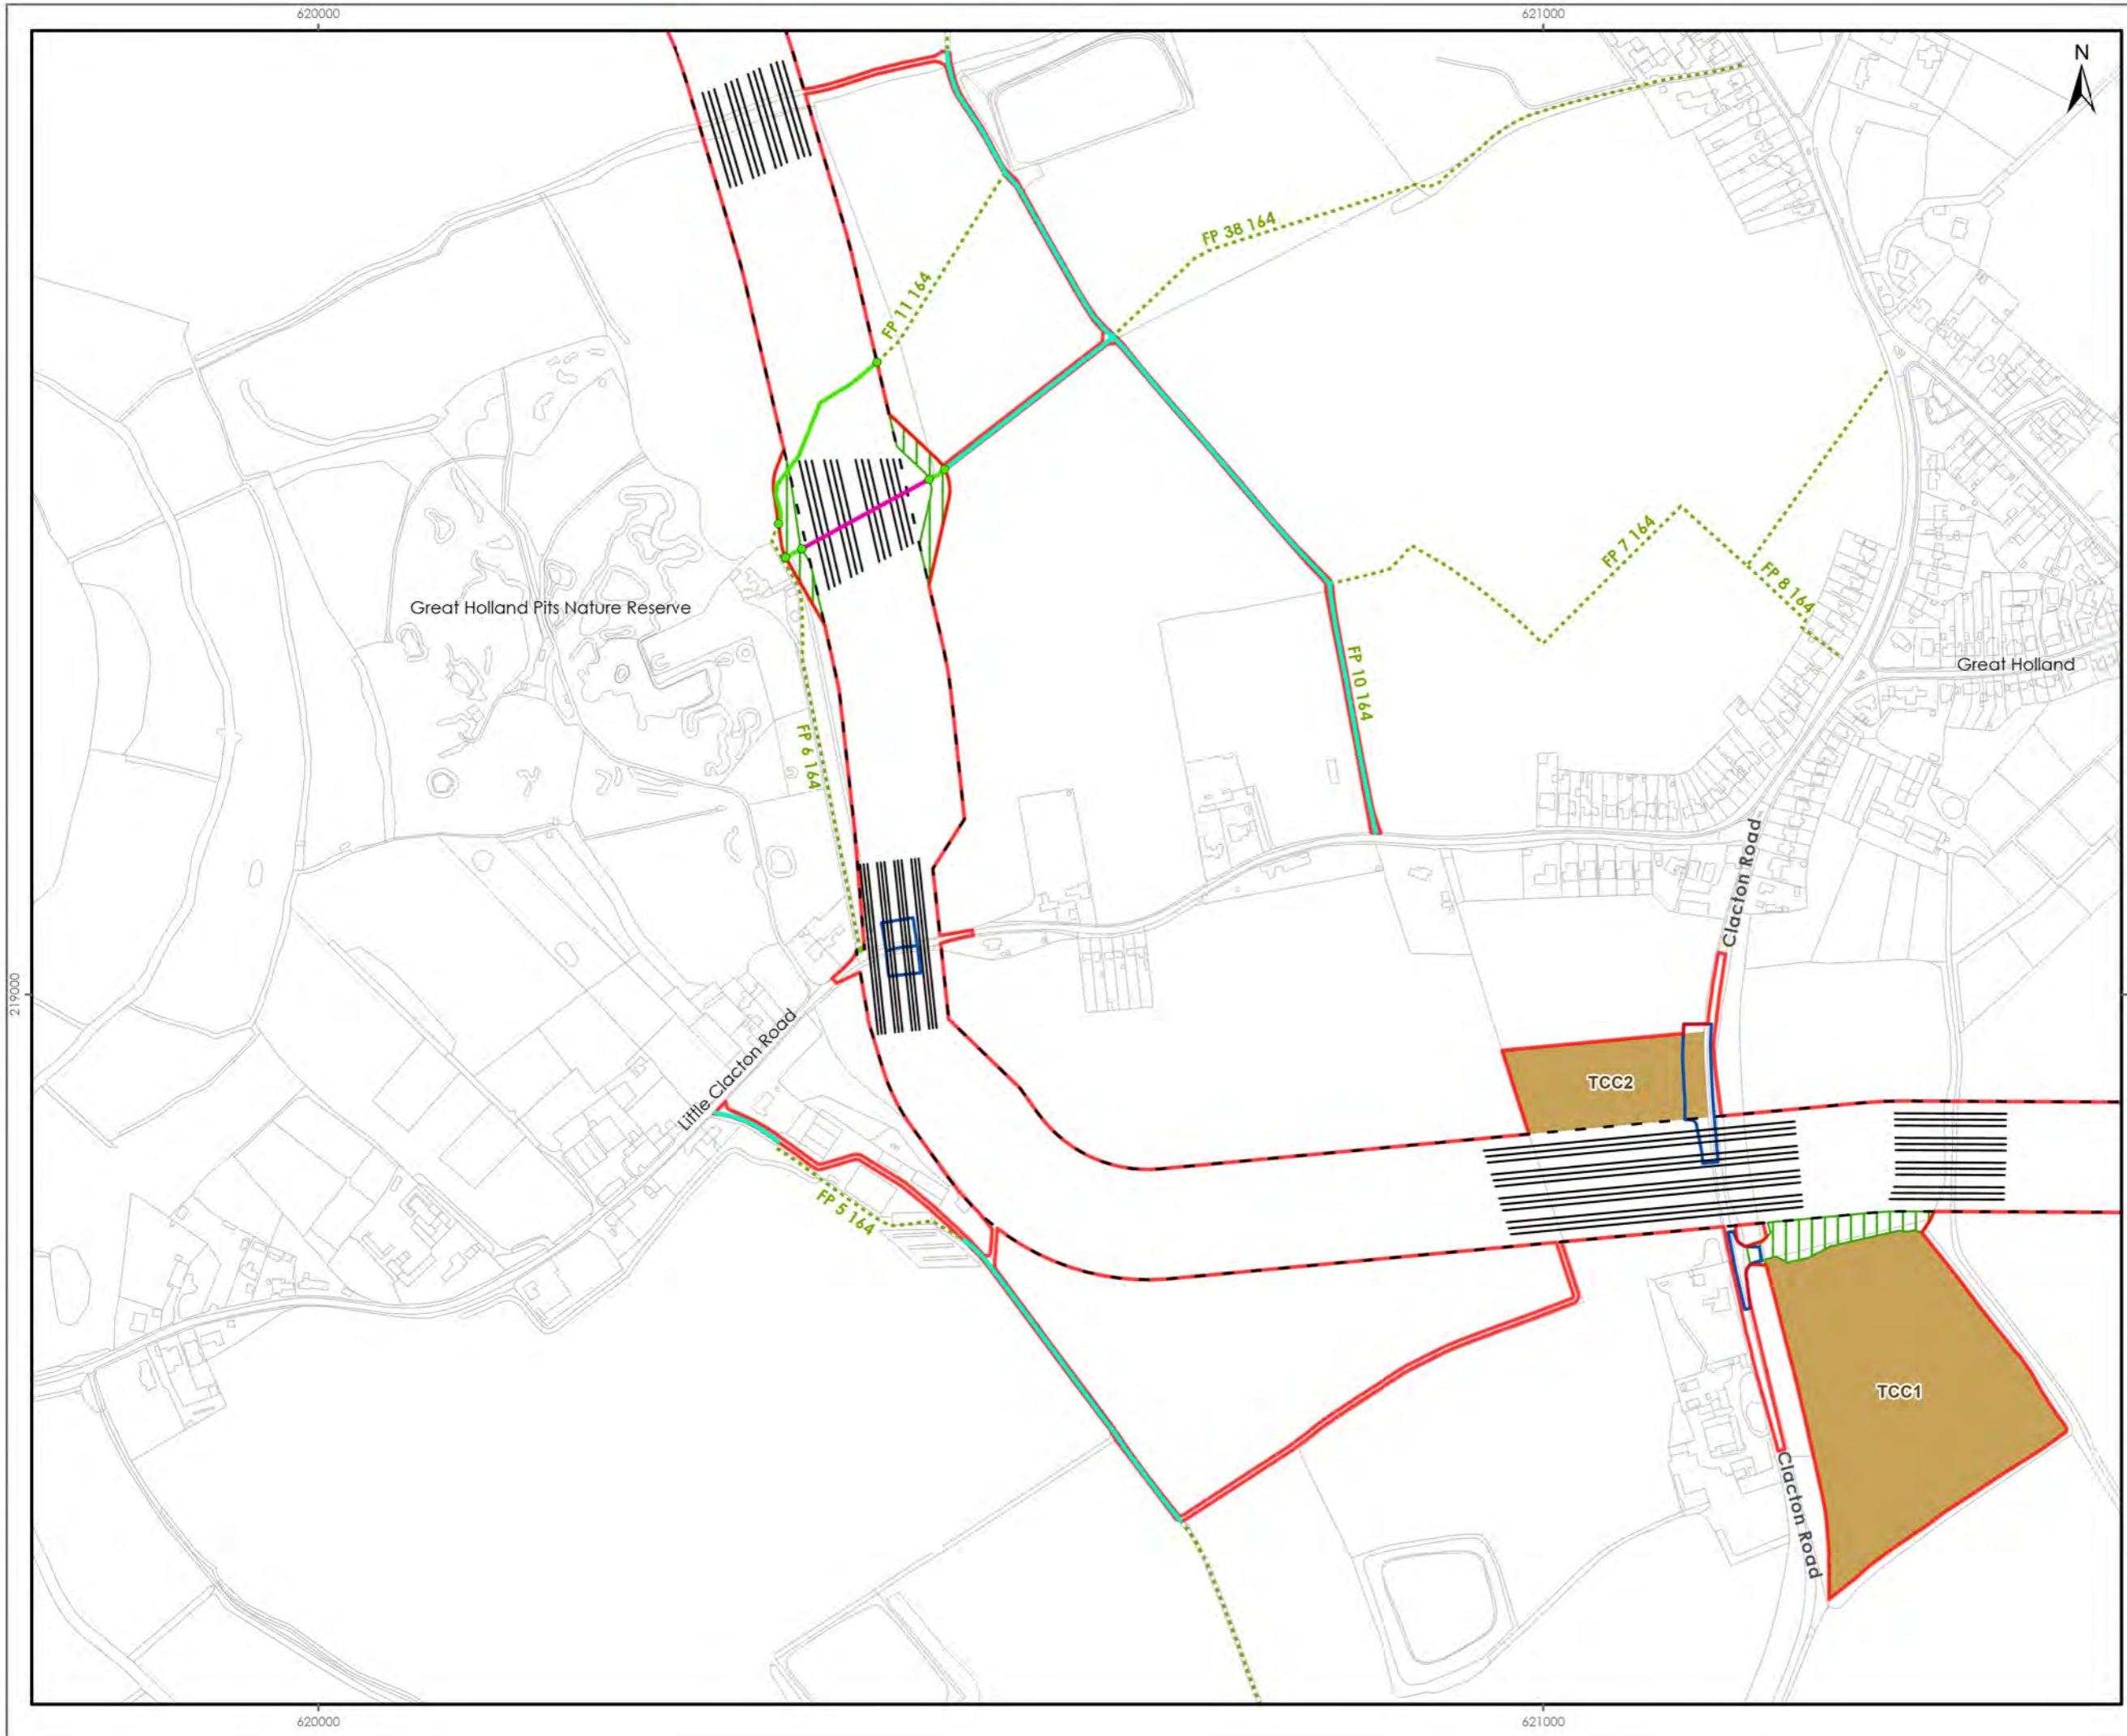 620000
621000
N
FP 38 164
FP 11 164
FP 7 164
FP 8 164
Great Holland Pits Nature Reserve
Great Holland
FP 10 164
FP 6 164
Clacton Road
219000
Little Clacton Road
TCC2
FP 5 164
TCC1
Clacton Road
620000
621000